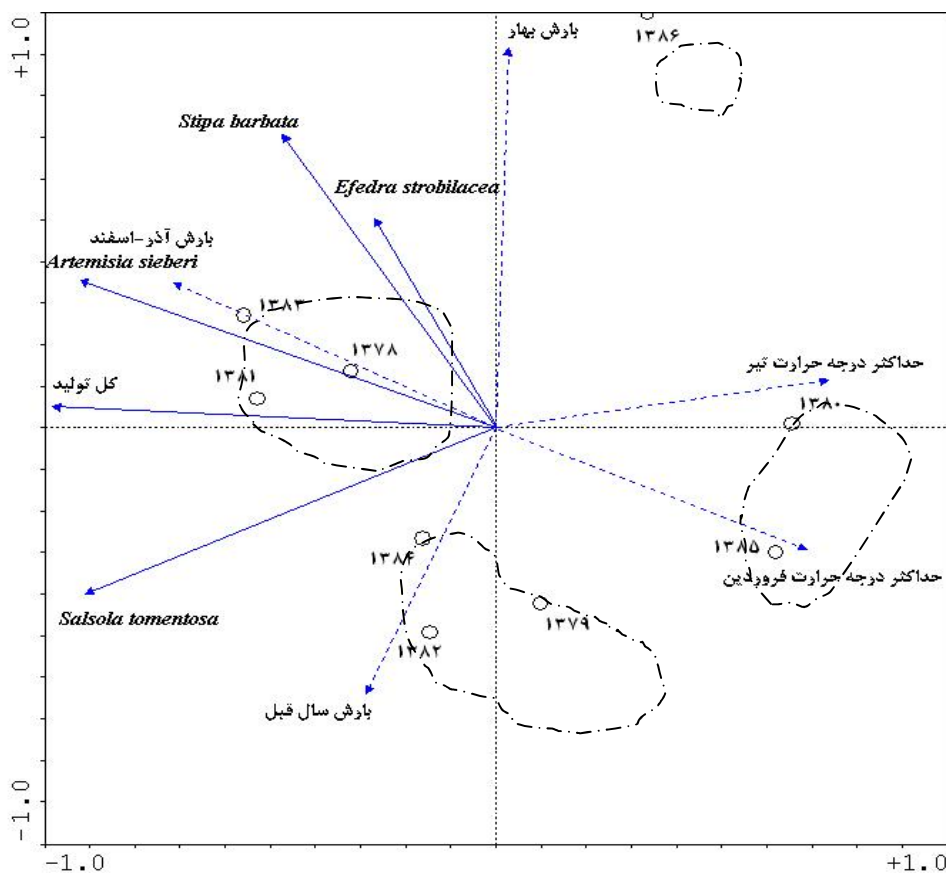 +1.0
بارش بهار
۱۳۸۶
Stipa barbata
Efedra strobilacea
بارش آذر-اسفند
Artemisia sieberi
۱۳۸۳
۱۳۷۸
حداکثر درجه حرارت تیر
۱۳۸۱
کل تولید
۱۳۸۰
۱۳۸۴
۱۳۸۵
حداکثر درجه حرارت فروردین
Salsola tomentosa
۱۳۷۹
۱۳۸۲
بارش سال قبل
-1.0
-1.0
+1.0